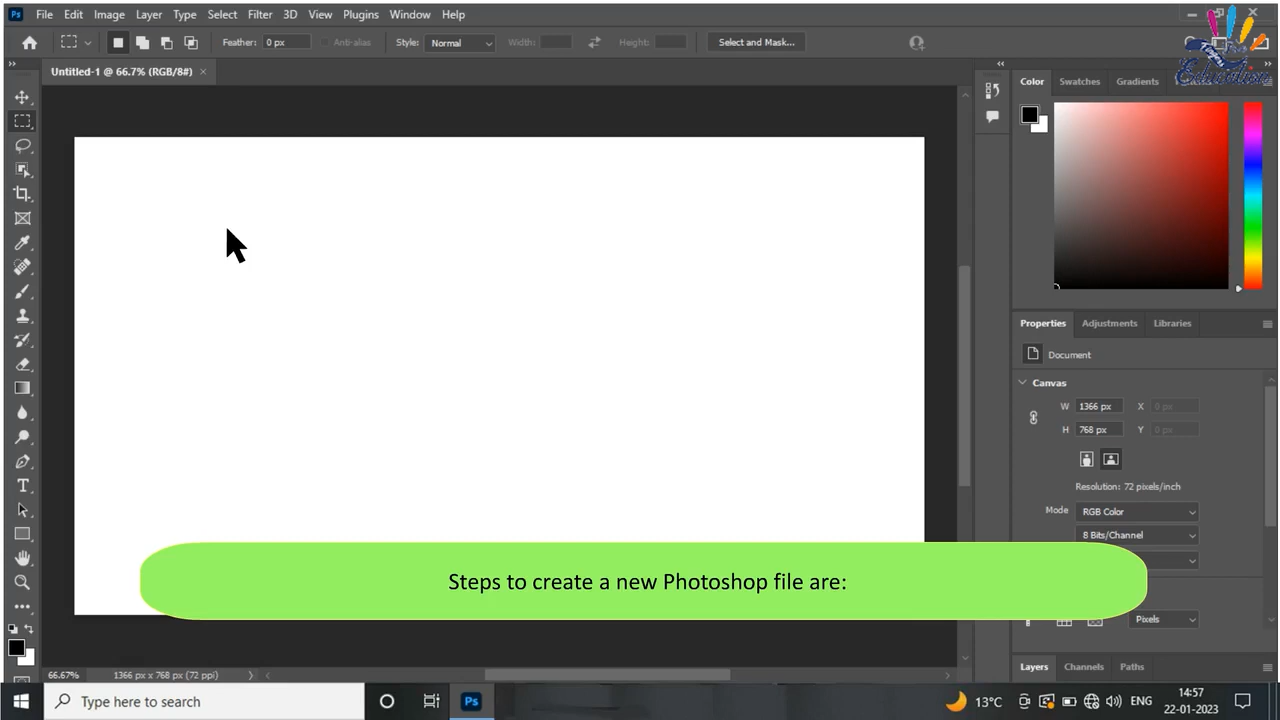 Ps File Edit Image Layer Type Select Filter 3D View Plugins Window Help
Feather: 0 px Anti-alias Style: Normal Width: Height: Select and Mask...
Untitled-1 @ 66.7% (RGB/8#)
Color Swatches Gradients
Education
Properties Adjustments Libraries
Document
Canvas
W 1366 px X 0 px
H 768 px Y 0 px
Resolution: 72 pixels/inch
Mode RGB Color
8 Bits/Channel
Steps to create a new Photoshop file are:
Pixels
Layers Channels Paths
66.67% 1366 px x 768 px (72 ppi)
Type here to search
Ps
13°C
ENG
14:57
22-01-2023